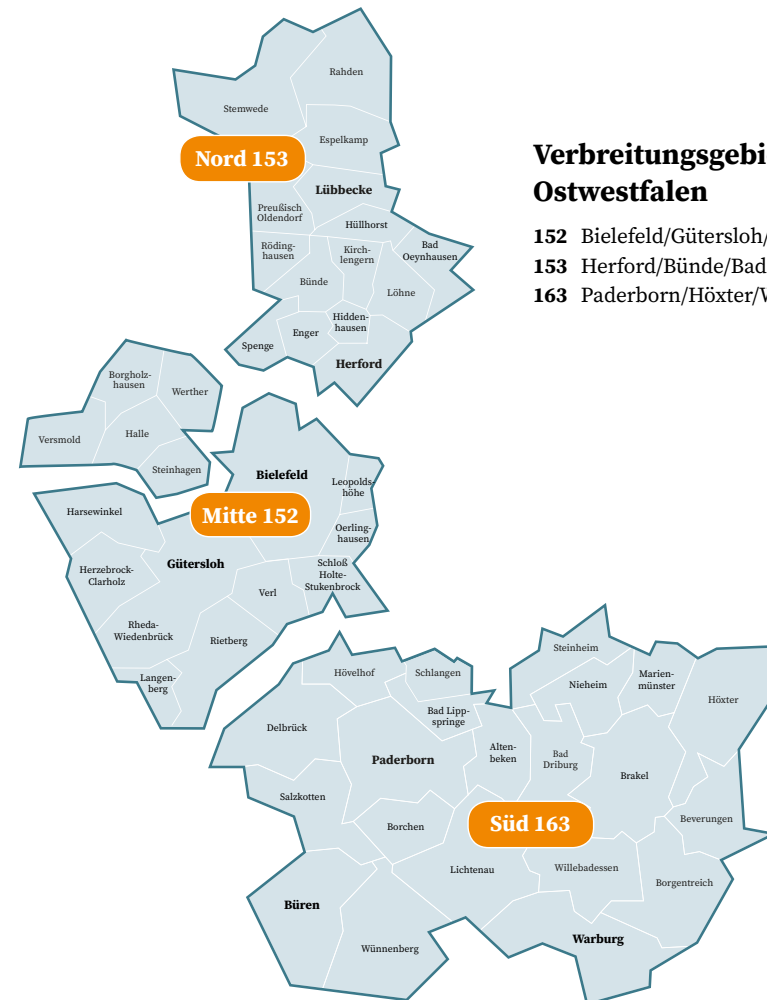 Rahden
Stemwede
Espelkamp
Nord 153
Lübbecke
Preußisch
Oldendorf
Hüllhorst
Röding-
hausen
Kirch-
lengern
Bad
Oeynhausen
Bünde
Löhne
Hidden-
hausen
Enger
Spenge
Herford
Verbreitungsgebi
Ostwestfalen
152 Bielefeld/Gütersloh/
153 Herford/Bünde/Bad
163 Paderborn/Höxter/W
Borgholz-
hausen
Werther
Versmold
Halle
Steinhagen
Bielefeld
Leopolds-
höhe
Harsewinkel
Mitte 152
Oerling-
hausen
Herzebrock-
Clarholz
Gütersloh
Schloß
Holte-
Stukenbrock
Verl
Rheda-
Wiedenbrück
Rietberg
Langen-
berg
Steinheim
Hövelhof
Schlangen
Nieheim
Marien-
münster
Höxter
Bad Lipp-
springe
Delbrück
Paderborn
Alten-
beken
Bad
Driburg
Brakel
Salzkotten
Borchen
Süd 163
Beverungen
Lichtenau
Willebadessen
Borgentreich
Büren
Wünnenberg
Warburg